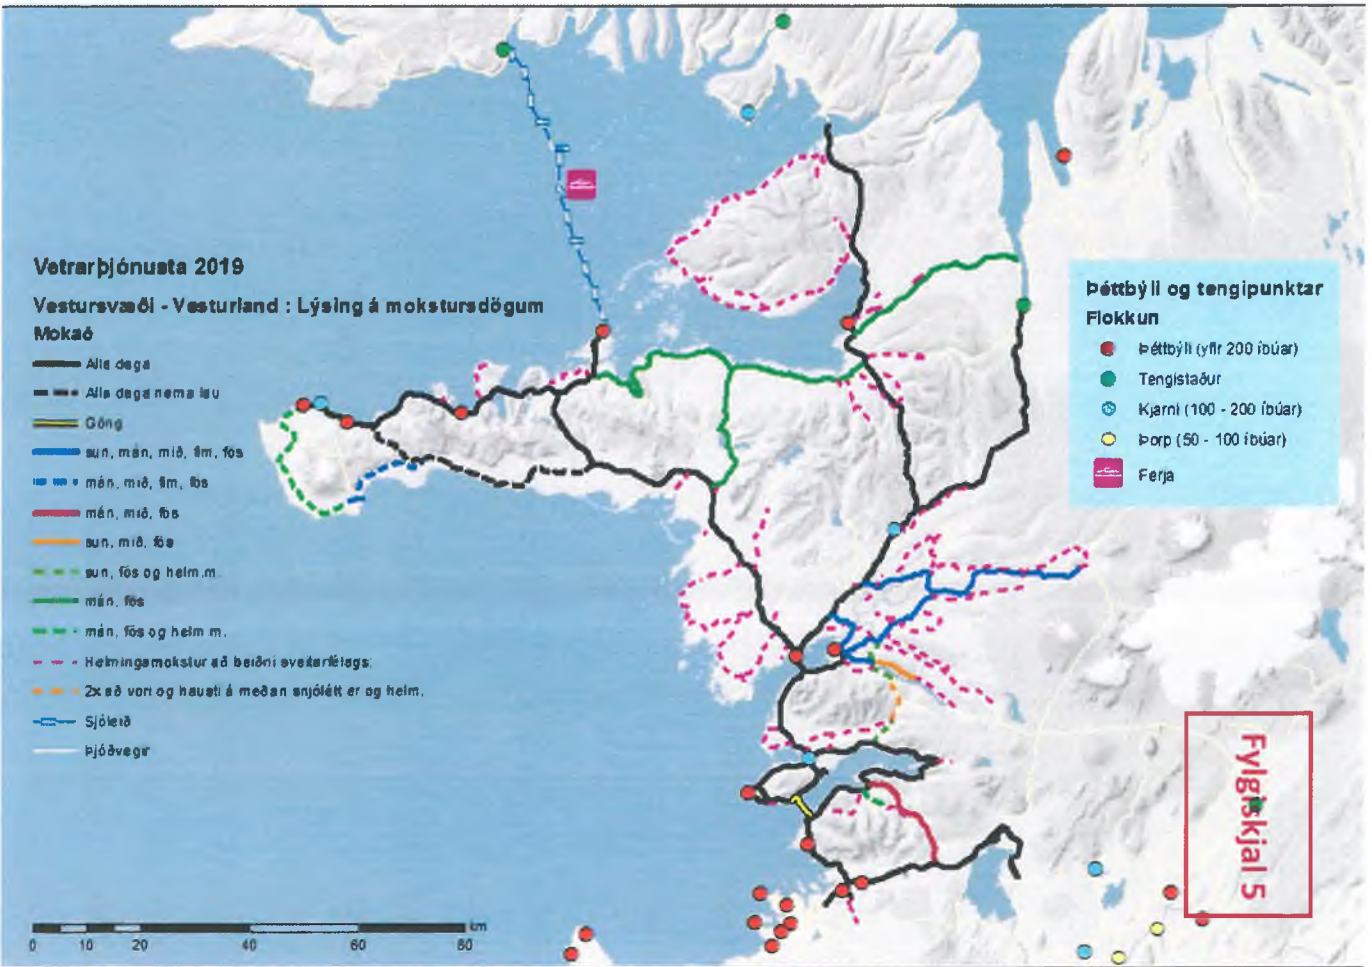 Vetrarþjónusta 2019
Vestursvæði - Vesturland : Lýsing á mokstursdögum
Mokað
Alla daga
Alla daga nema lau
Göng
sun, mán, mið, fim, fös
mán, mið, fim, fös
mán, mið, fös
sun, mið, fös
sun, fös og helm.m.
mán, fös
mán, fös og helm m.
Helmingamokstur að beiðni sveitarfélags.
2x að vori og hausti á meðan snjólétt er og helm.
Sjóleið
Þjóðvegir
0 10 20 40 60 80 km
Þéttbýli og tengipunktar
Flokkun
Þéttbýli (yfir 200 íbúar)
Tengistaður
Kjarni (100 - 200 íbúar)
Þorp (50 - 100 íbúar)
Ferja
Fylgiskjal 5